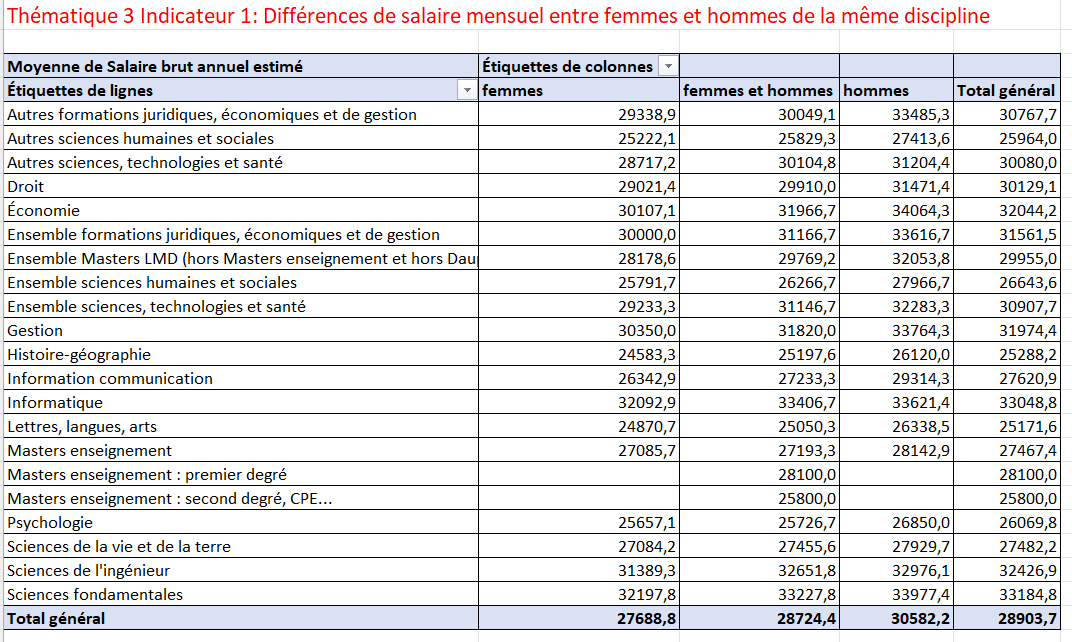 Thématique 3 Indicateur 1: Différences de salaire mensuel entre femmes et hommes de la même discipline
Moyenne de Salaire brut annuel estimé Étiquettes de colonnes
Étiquettes de lignes femmes femmes et hommes hommes Total général
Autres formations juridiques, économiques et de gestion 29338,9 30049,1 33485,3 30767,7
Autres sciences humaines et sociales 25222,1 25829,3 27413,6 25964,0
Autres sciences, technologies et santé 28717,2 30104,8 31204,4 30080,0
Droit 29021,4 29910,0 31471,4 30129,1
Économie 30107,1 31966,7 34064,3 32044,2
Ensemble formations juridiques, économiques et de gestion 30000,0 31166,7 33616,7 31561,5
Ensemble Masters LMD (hors Masters enseignement et hors Dau 28178,6 29769,2 32053,8 29955,0
Ensemble sciences humaines et sociales 25791,7 26266,7 27966,7 26643,6
Ensemble sciences, technologies et santé 29233,3 31146,7 32283,3 30907,7
Gestion 30350,0 31820,0 33764,3 31974,4
Histoire-géographie 24583,3 25197,6 26120,0 25288,2
Information communication 26342,9 27233,3 29314,3 27620,9
Informatique 32092,9 33406,7 33621,4 33048,8
Lettres, langues, arts 24870,7 25050,3 26338,5 25171,6
Masters enseignement 27085,7 27193,3 28142,9 27467,4
Masters enseignement : premier degré 28100,0 28100,0
Masters enseignement : second degré, CPE... 25800,0 25800,0
Psychologie 25657,1 25726,7 26850,0 26069,8
Sciences de la vie et de la terre 27084,2 27455,6 27929,7 27482,2
Sciences de l'ingénieur 31389,3 32651,8 32976,1 32426,9
Sciences fondamentales 32197,8 33227,8 33977,4 33184,8
Total général 27688,8 28724,4 30582,2 28903,7